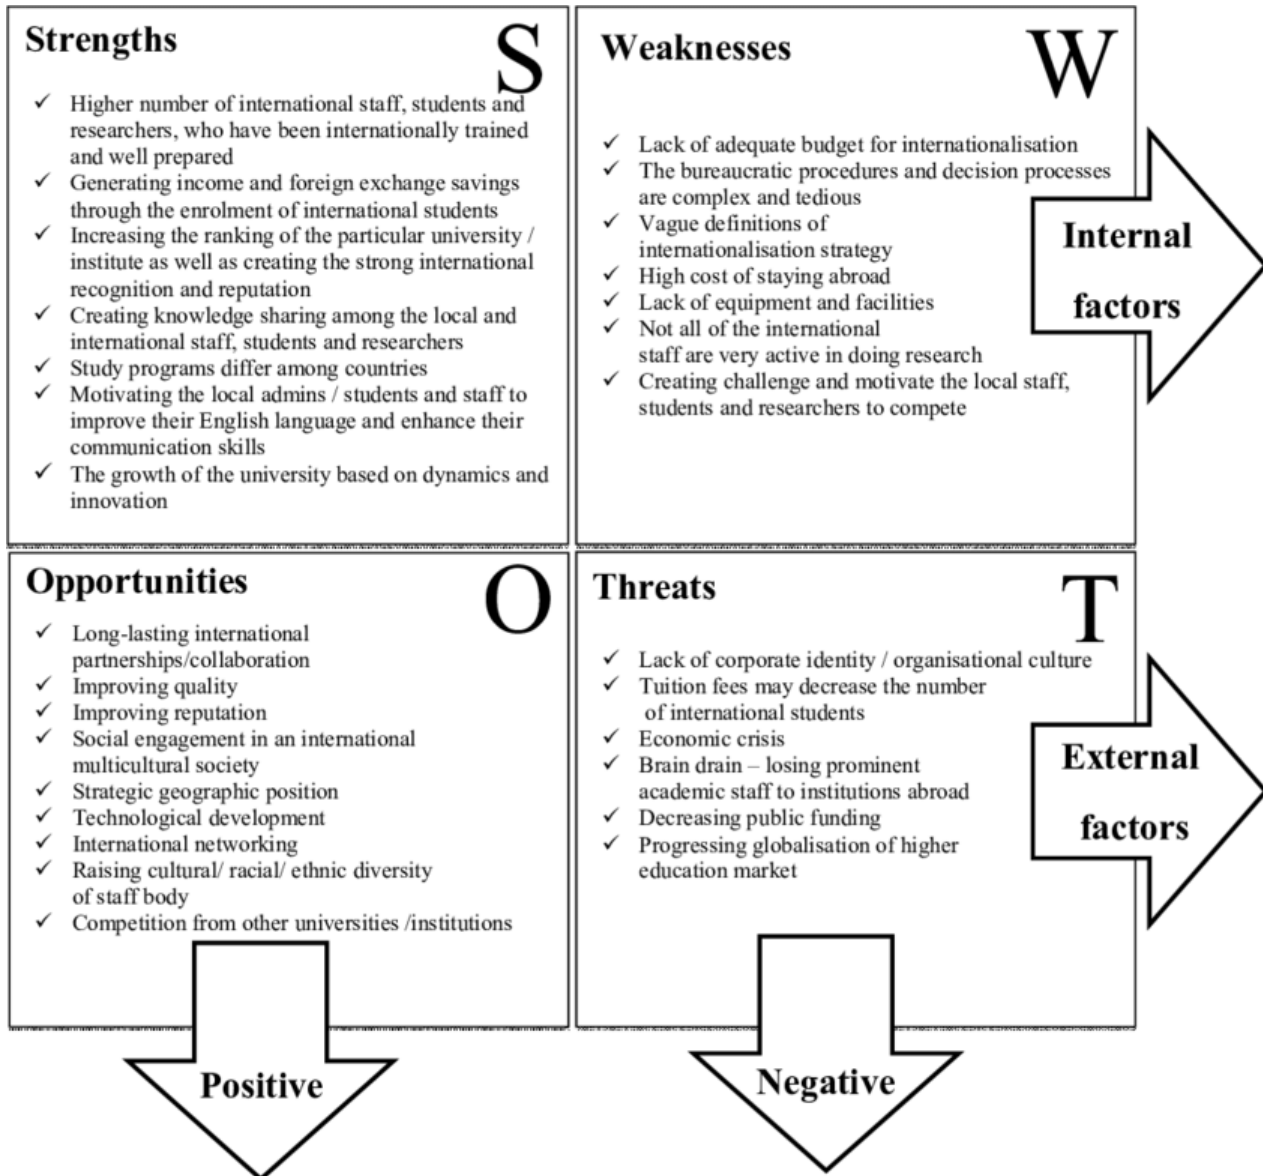 Strengths
S
✓ Higher number of international staff, students and
researchers, who have been internationally trained
and well prepared
✓ Generating income and foreign exchange savings
through the enrolment of international students
✓ Increasing the ranking of the particular university /
institute as well as creating the strong international
recognition and reputation
✓ Creating knowledge sharing among the local and
international staff, students and researchers
✓ Study programs differ among countries
✓ Motivating the local admins / students and staff to
improve their English language and enhance their
communication skills
✓ The growth of the university based on dynamics and
innovation
Weaknesses
W
✓ Lack of adequate budget for internationalisation
✓ The bureaucratic procedures and decision processes
are complex and tedious
✓ Vague definitions of
internationalisation strategy
✓ High cost of staying abroad
✓ Lack of equipment and facilities
✓ Not all of the international
staff are very active in doing research
✓ Creating challenge and motivate the local staff,
students and researchers to compete
Internal
factors
Opportunities
O
✓ Long-lasting international
partnerships/collaboration
✓ Improving quality
✓ Improving reputation
✓ Social engagement in an international
multicultural society
✓ Strategic geographic position
✓ Technological development
✓ International networking
✓ Raising cultural/ racial/ ethnic diversity
of staff body
✓ Competition from other universities /institutions
Threats
T
✓ Lack of corporate identity / organisational culture
✓ Tuition fees may decrease the number
of international students
✓ Economic crisis
✓ Brain drain – losing prominent
academic staff to institutions abroad
✓ Decreasing public funding
✓ Progressing globalisation of higher
education market
External
factors
Positive
Negative